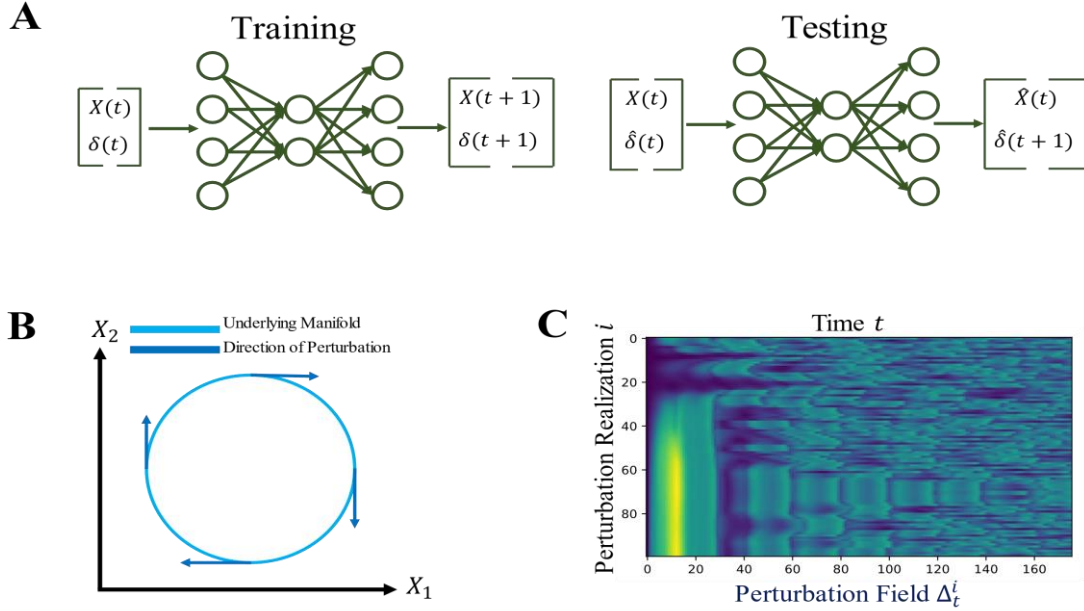 A
Training
X(t)
δ(t)
X(t + 1)
δ(t + 1)
Testing
X(t)
δ̂(t)
X̂(t)
δ̂(t + 1)
B
X₂
Underlying Manifold
Direction of Perturbation
X₁
C
Time t
Perturbation Realization i
0
20
40
60
80
0 20 40 60 80 100 120 140 160
Perturbation Field Δᵢₜ